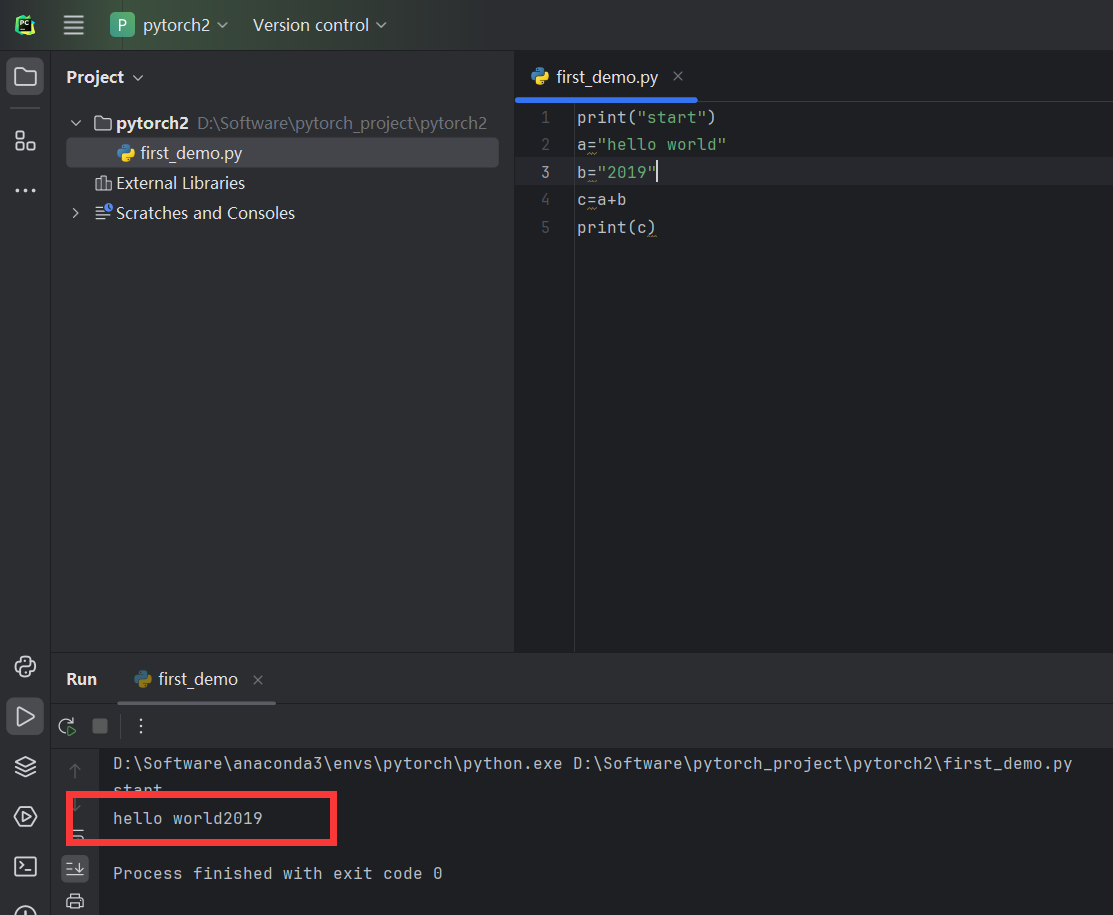 PC
P pytorch2 Version control
Project
pytorch2 D:\Software\pytorch_project\pytorch2
first_demo.py
External Libraries
Scratches and Consoles
first_demo.py
1 print("start")
2 a="hello world"
3 b="2019"
4 c=a+b
5 print(c)
Run first_demo
D:\Software\anaconda3\envs\pytorch\python.exe D:\Software\pytorch_project\pytorch2\first_demo.py
start
hello world2019
Process finished with exit code 0